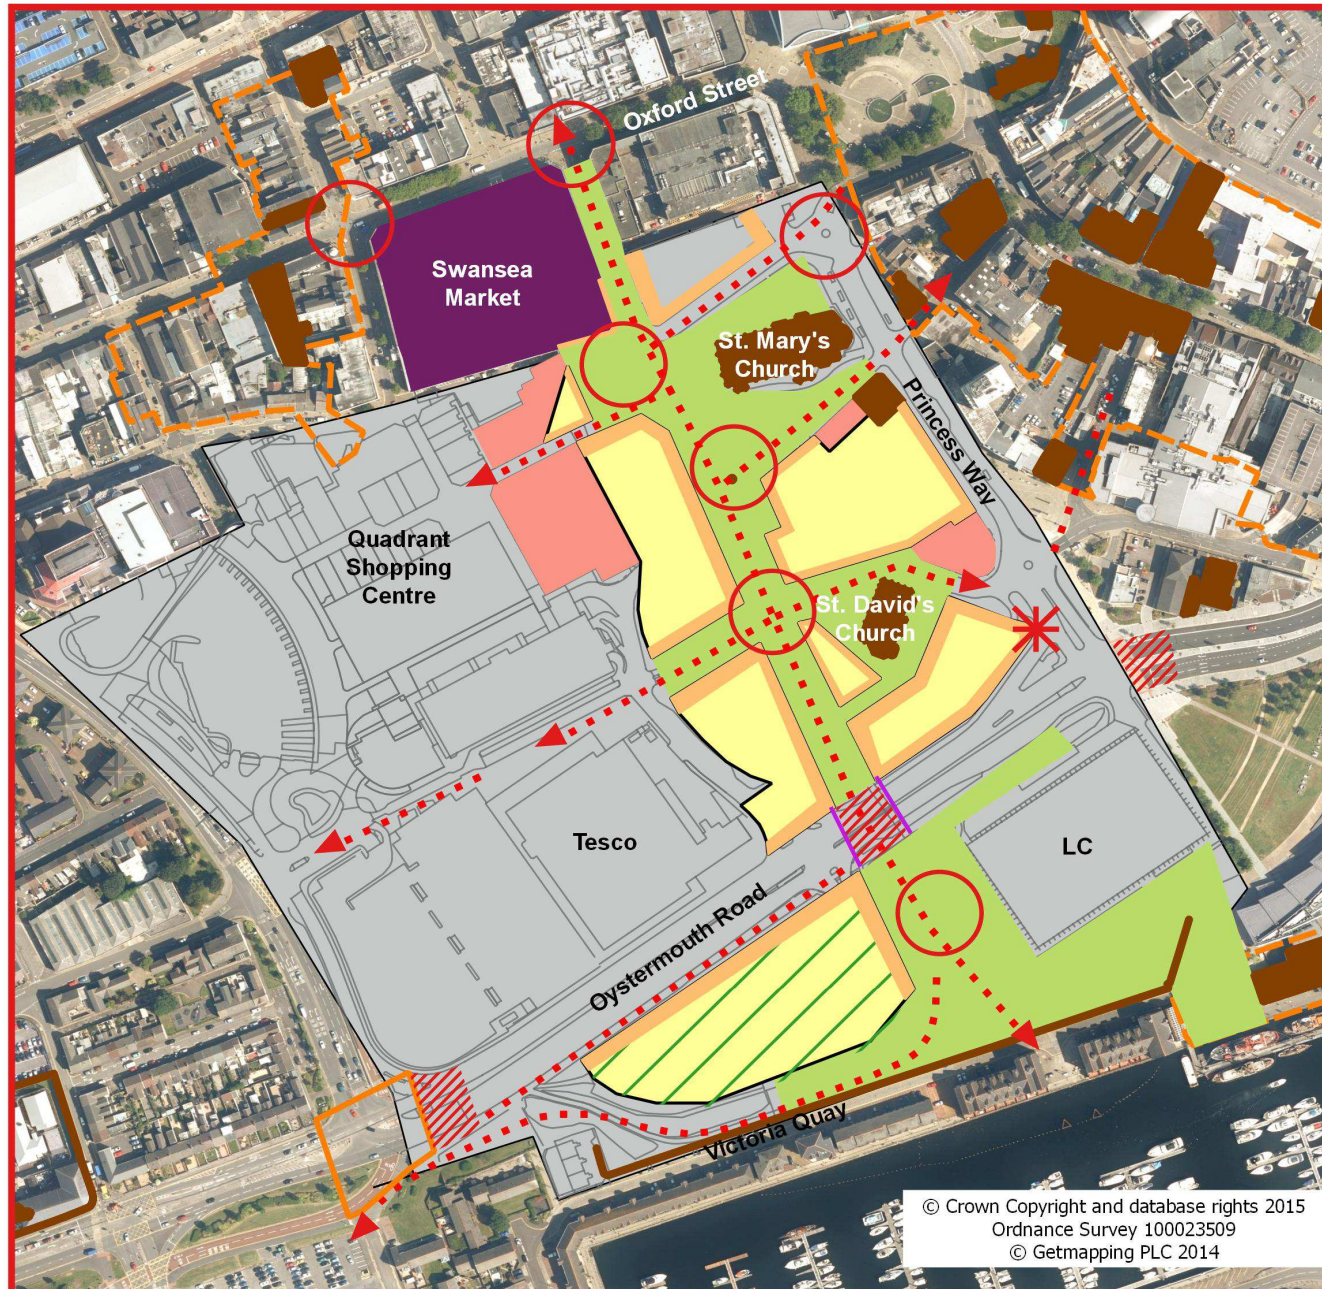 Oxford Street
Swansea
Market
St. Mary's
Church
Princess Way
Quadrant
Shopping
Centre
St. David's
Church
Tesco
LC
Oystermouth Road
Victoria Quay
© Crown Copyright and database rights 2015
Ordnance Survey 100023509
© Getmapping PLC 2014